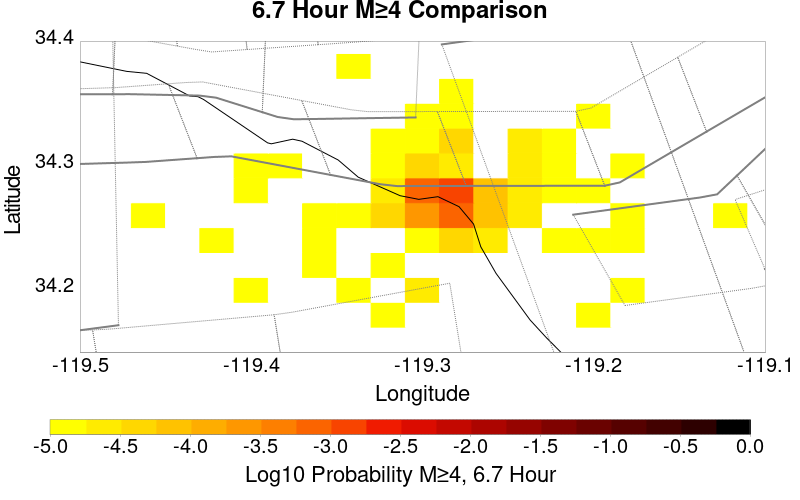 6.7 Hour M≥4 Comparison
34.4
34.3
34.2
Latitude
-119.5 -119.4 -119.3 -119.2 -119.1
Longitude
-5.0 -4.5 -4.0 -3.5 -3.0 -2.5 -2.0 -1.5 -1.0 -0.5 0.0
Log10 Probability M≥4, 6.7 Hour